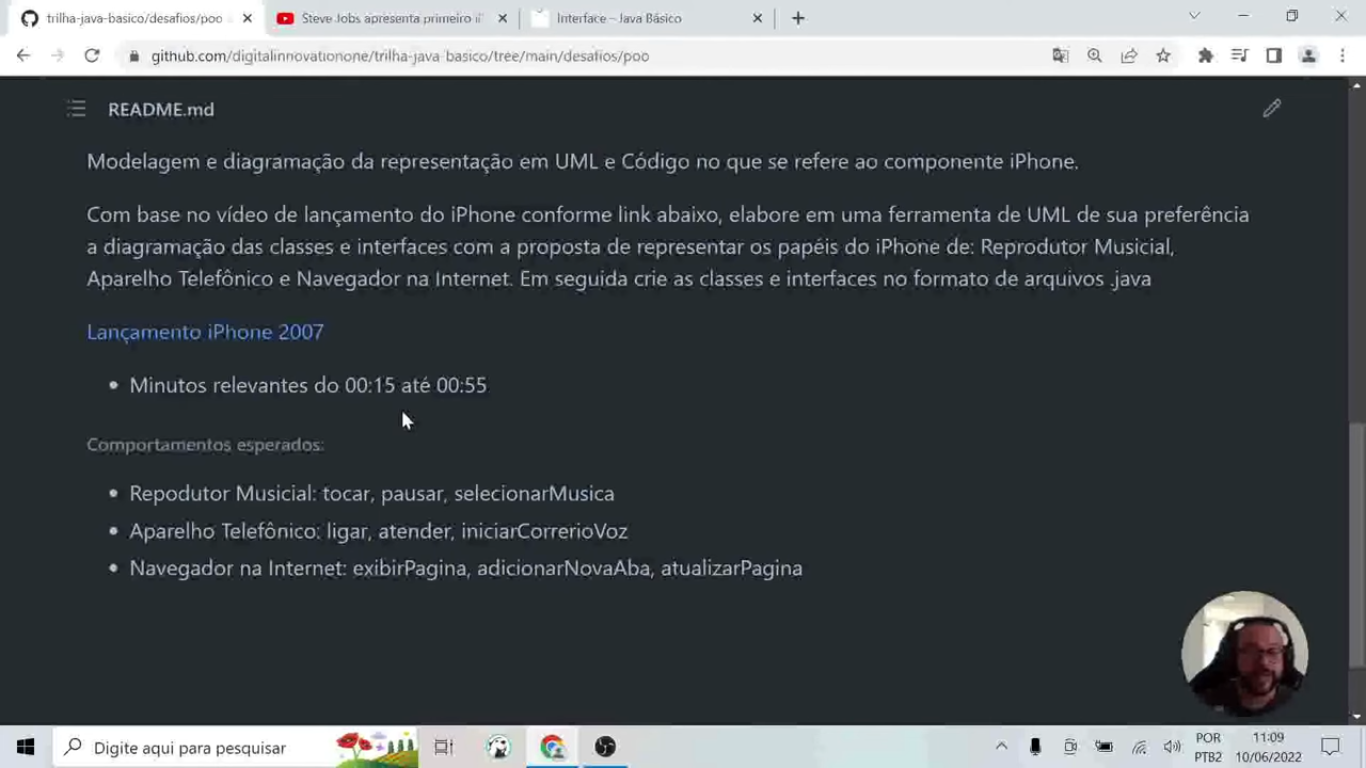 trilha-java-basico/desafios/poo
Steve Jobs apresenta primeiro i
Interface – Java Básico
github.com/digitalinnovationone/trilha-java-basico/tree/main/desafios/poo
README.md
Modelagem e diagramação da representação em UML e Código no que se refere ao componente iPhone.
Com base no vídeo de lançamento do iPhone conforme link abaixo, elabore em uma ferramenta de UML de sua preferência
a diagramação das classes e interfaces com a proposta de representar os papéis do iPhone de: Reprodutor Musicial,
Aparelho Telefônico e Navegador na Internet. Em seguida crie as classes e interfaces no formato de arquivos .java
Lançamento iPhone 2007
Minutos relevantes do 00:15 até 00:55
Comportamentos esperados:
Repodutor Musicial: tocar, pausar, selecionarMusica
Aparelho Telefônico: ligar, atender, iniciarCorrerioVoz
Navegador na Internet: exibirPagina, adicionarNovaAba, atualizarPagina
Digite aqui para pesquisar
POR
PTB2
11:09
10/06/2022